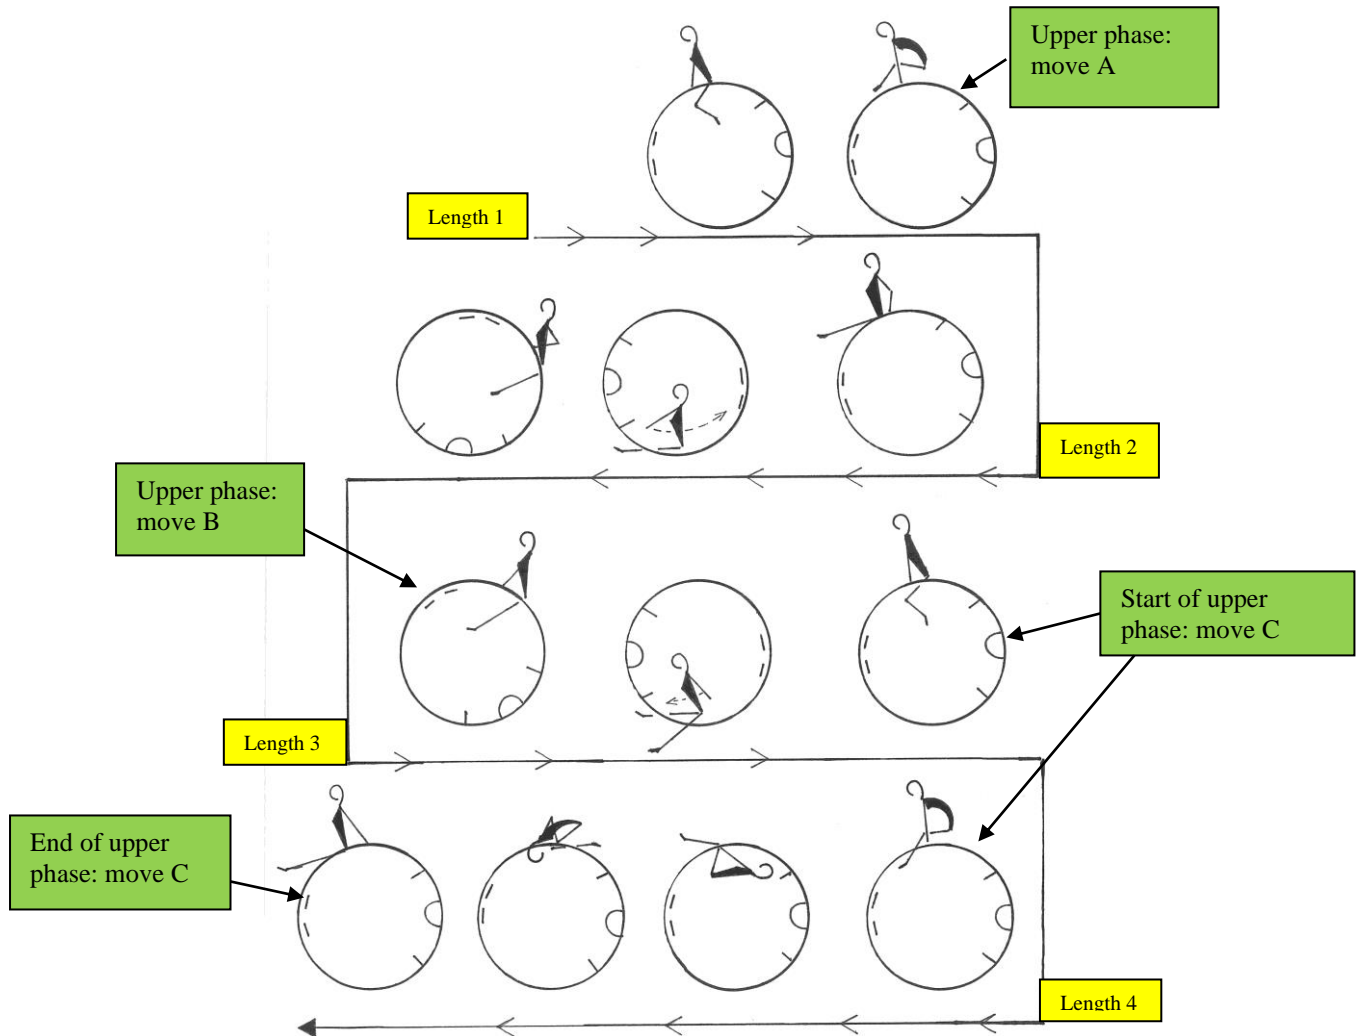 Upper phase:
move A
Length 1
Length 2
Upper phase:
move B
Start of upper
phase: move C
Length 3
End of upper
phase: move C
Length 4